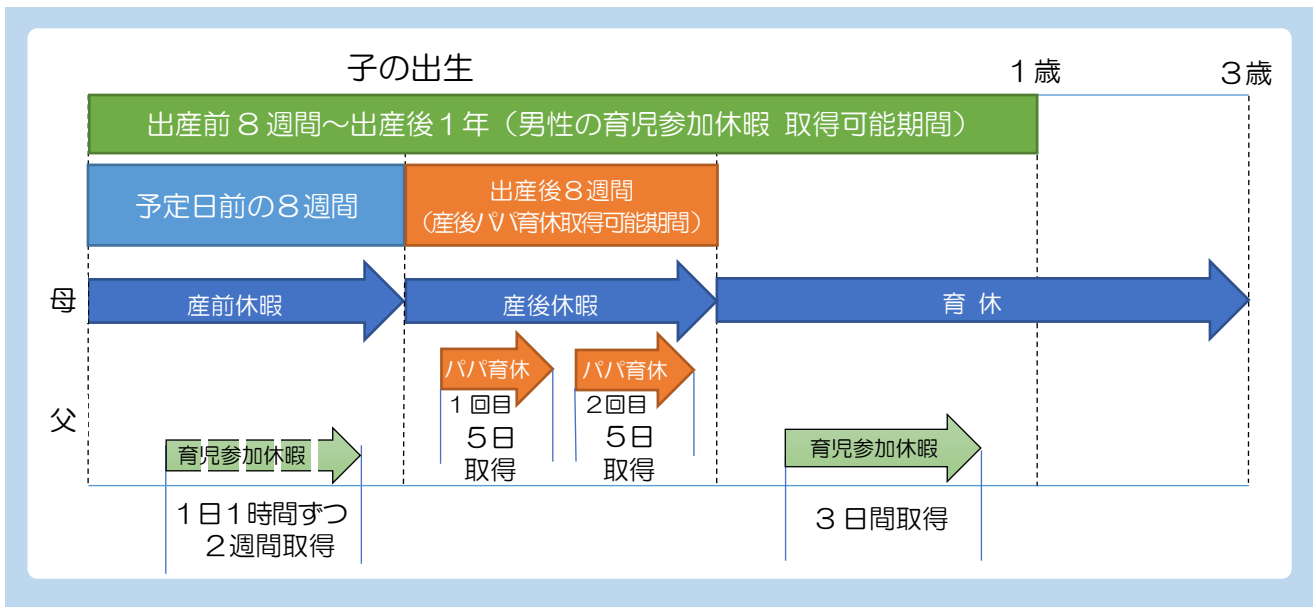 子の出生
1歳
3歳
出産前8週間~出産後1年（男性の育児参加休暇 取得可能期間）
予定日前の8週間
出産後8週間
（産後パパ育休取得可能期間）
母
産前休暇
産後休暇
育 休
父
パパ育休
パパ育休
1回目
2回目
5日
5日
取得
取得
育児参加休暇
育児参加休暇
1日1時間ずつ
2週間取得
3日間取得